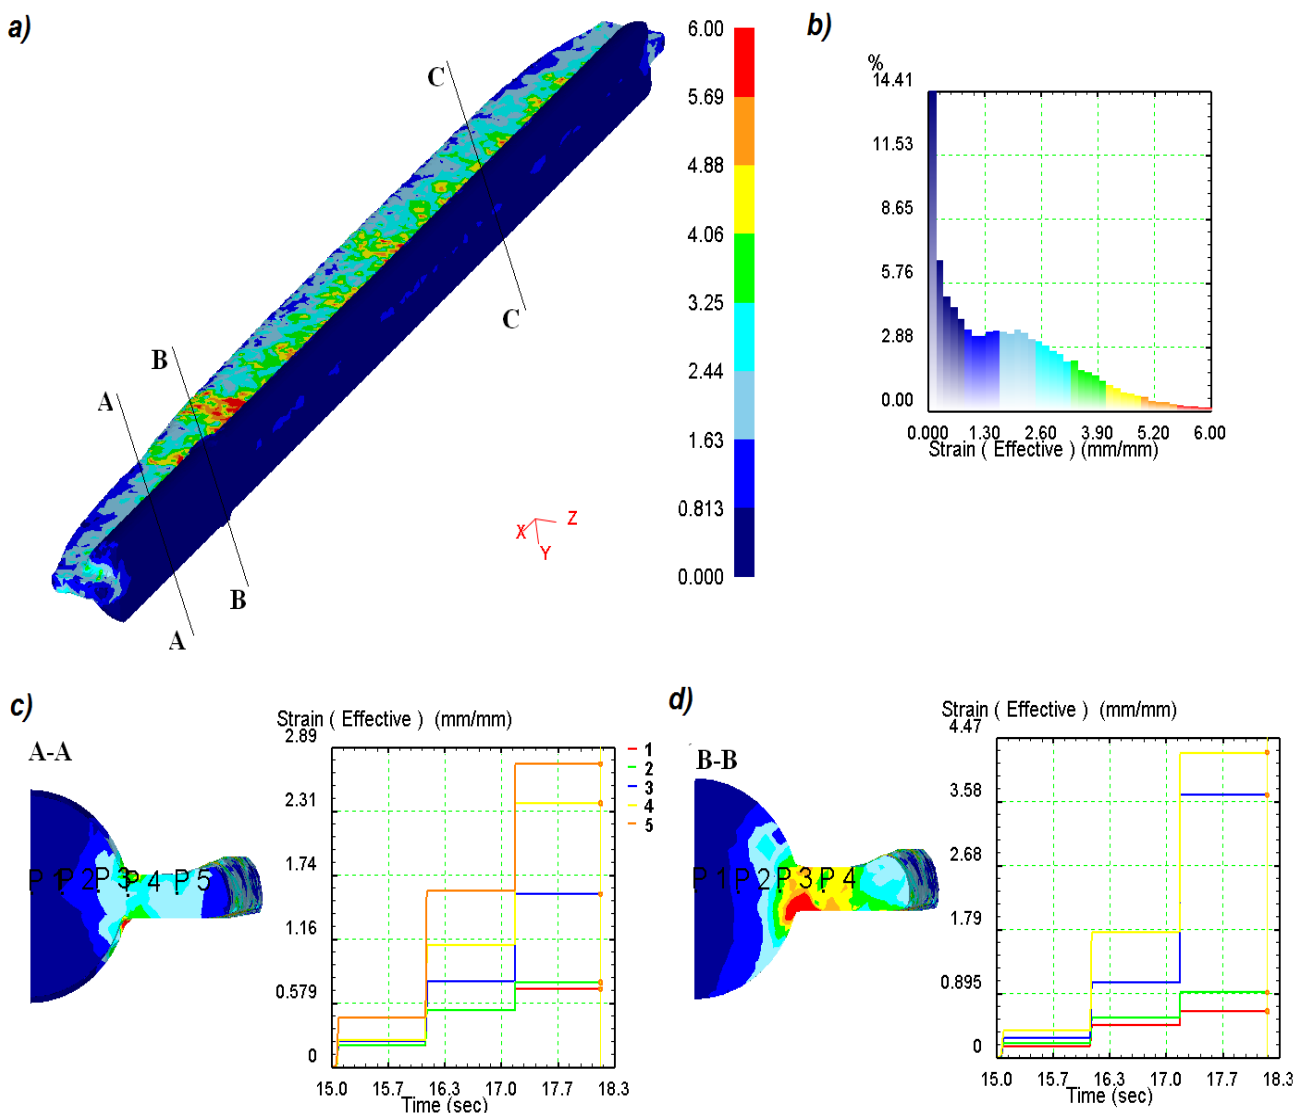 a)
C
C
B
A
B
A
6.00
5.69
4.88
4.06
3.25
2.44
1.63
0.813
0.000
X
Z
Y
b)
%
14.41
11.53
8.65
5.76
2.88
0.00
0.000 1.30 2.60 3.90 5.20 6.00
Strain ( Effective ) (mm/mm)
c)
A-A
P 1 P 2 P 3 P 4 P 5
Strain ( Effective ) (mm/mm)
2.89
2.31
1.74
1.16
0.579
0
15.0 15.7 16.3 17.0 17.7 18.3
Time (sec)
1
2
3
4
5
d)
B-B
P 1 P 2 P 3 P 4
Strain ( Effective ) (mm/mm)
4.47
3.58
2.68
1.79
0.895
0
15.0 15.7 16.3 17.0 17.7 18.3
Time (sec)